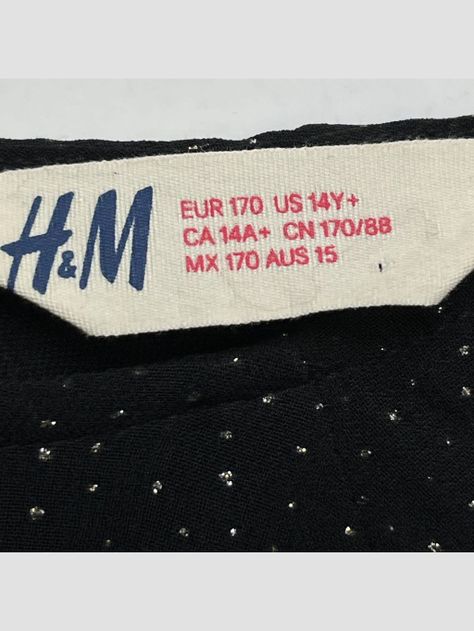 H&M
EUR 170 US 14Y+
CA 14A+ CN 170/88
MX 170 AUS 15